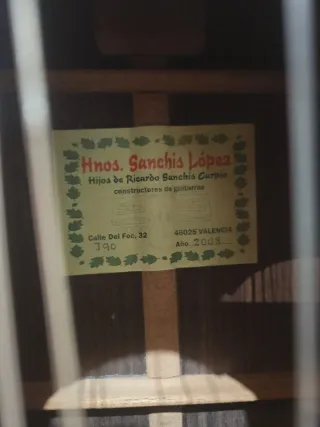 Hnos. Sanchis López
Hijos de Ricardo Sanchis Carpio
constructores de guitarras
Calle Del Foc, 32 46025 VALENCIA
790 Año, 2003